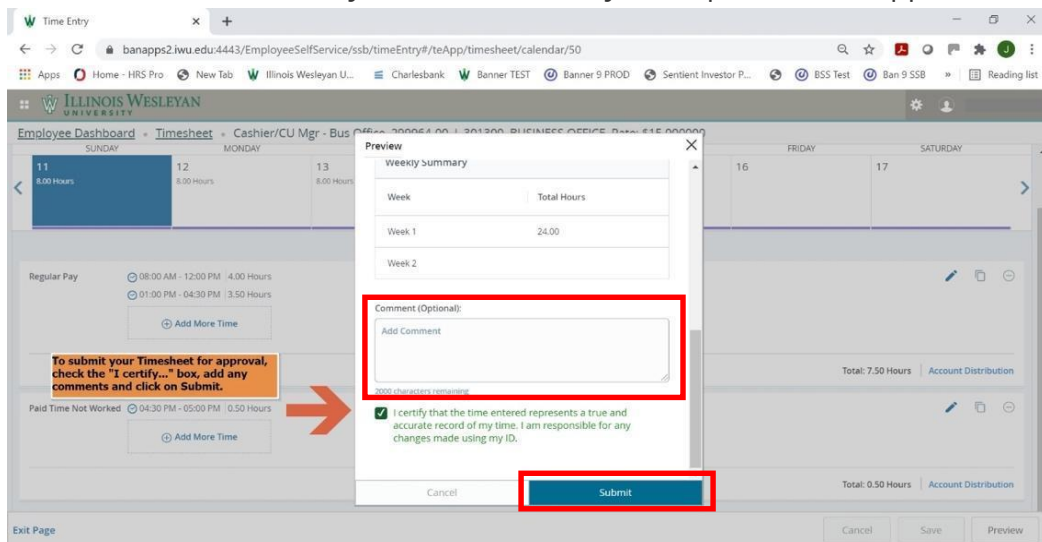 Time Entry
banapps2.iwu.edu:4443/EmployeeSelfService/ssb/timeEntry#/teApp/timesheet/calendar/50
J
Apps Home - HRS Pro New Tab Illinois Wesleyan U... Charlesbank Banner TEST Banner 9 PROD Sentient Investor P... BSS Test Ban 9 SSB » Reading list
ILLINOIS WESLEYAN
UNIVERSITY
Employee Dashboard • Timesheet • Cashier/CU Mgr - Bus
SUNDAY MONDAY FRIDAY SATURDAY
11 12 13 16 17
8.00 Hours 8.00 Hours 8.00 Hours
Preview
Weekly Summary
Week Total Hours
Week 1 24.00
Week 2
Regular Pay 08:00 AM - 12:00 PM 4.00 Hours
01:00 PM - 04:30 PM 3.50 Hours
Add More Time
Comment (Optional):
Add Comment
2000 characters remaining
To submit your Timesheet for approval,
check the "I certify..." box, add any
comments and click on Submit.
Total: 7.50 Hours Account Distribution
Paid Time Not Worked 04:30 PM - 05:00 PM 0.50 Hours
Add More Time
I certify that the time entered represents a true and
accurate record of my time. I am responsible for any
changes made using my ID.
Total: 0.50 Hours Account Distribution
Cancel Submit
Exit Page Cancel Save Preview